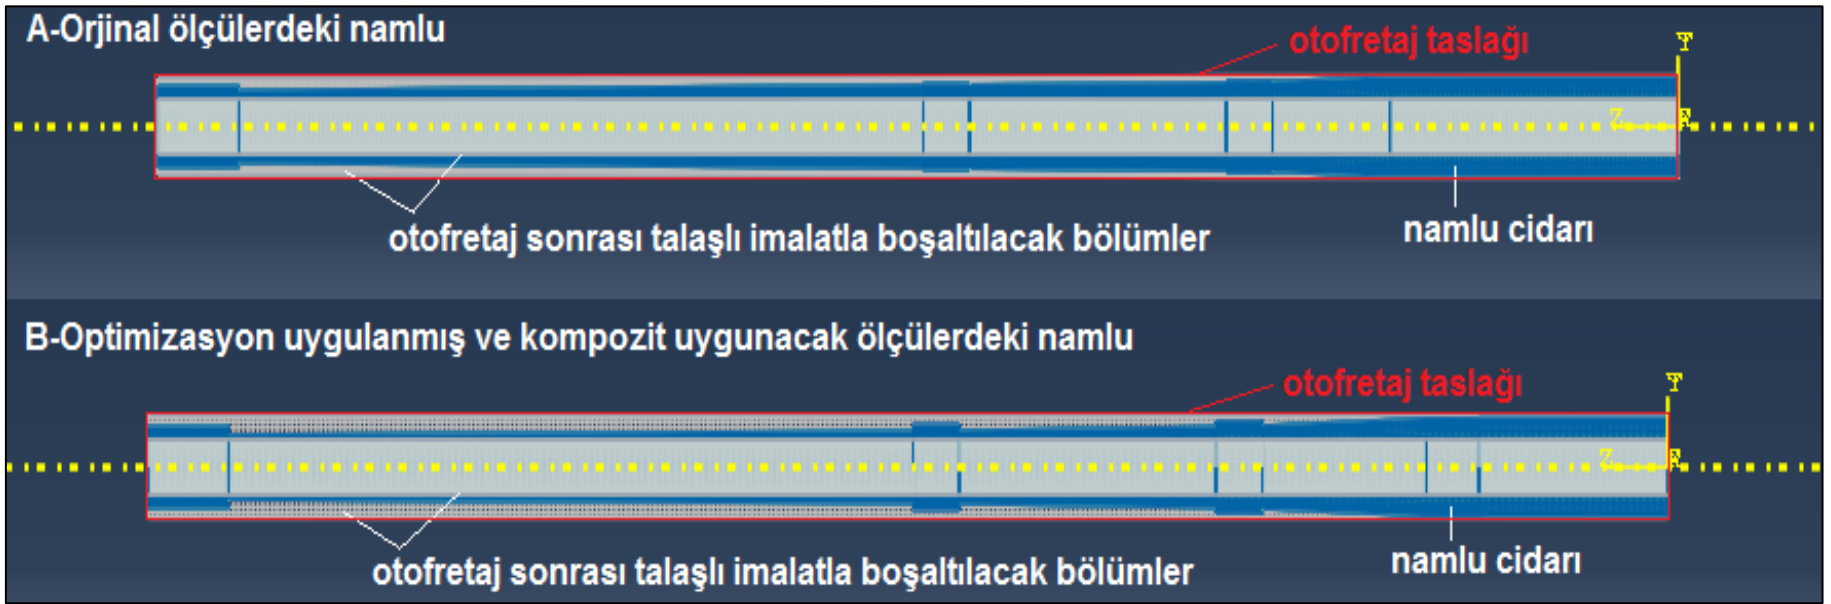 A-Orjinal ölçülerdeki namlu
otofretaj taslağı
Y
Z
otofretaj sonrası talaşlı imalatla boşaltılacak bölümler
namlu cidarı
B-Optimizasyon uygulanmış ve kompozit uygunacak ölçülerdeki namlu
otofretaj taslağı
Z
otofretaj sonrası talaşlı imalatla boşaltılacak bölümler
namlu cidarı